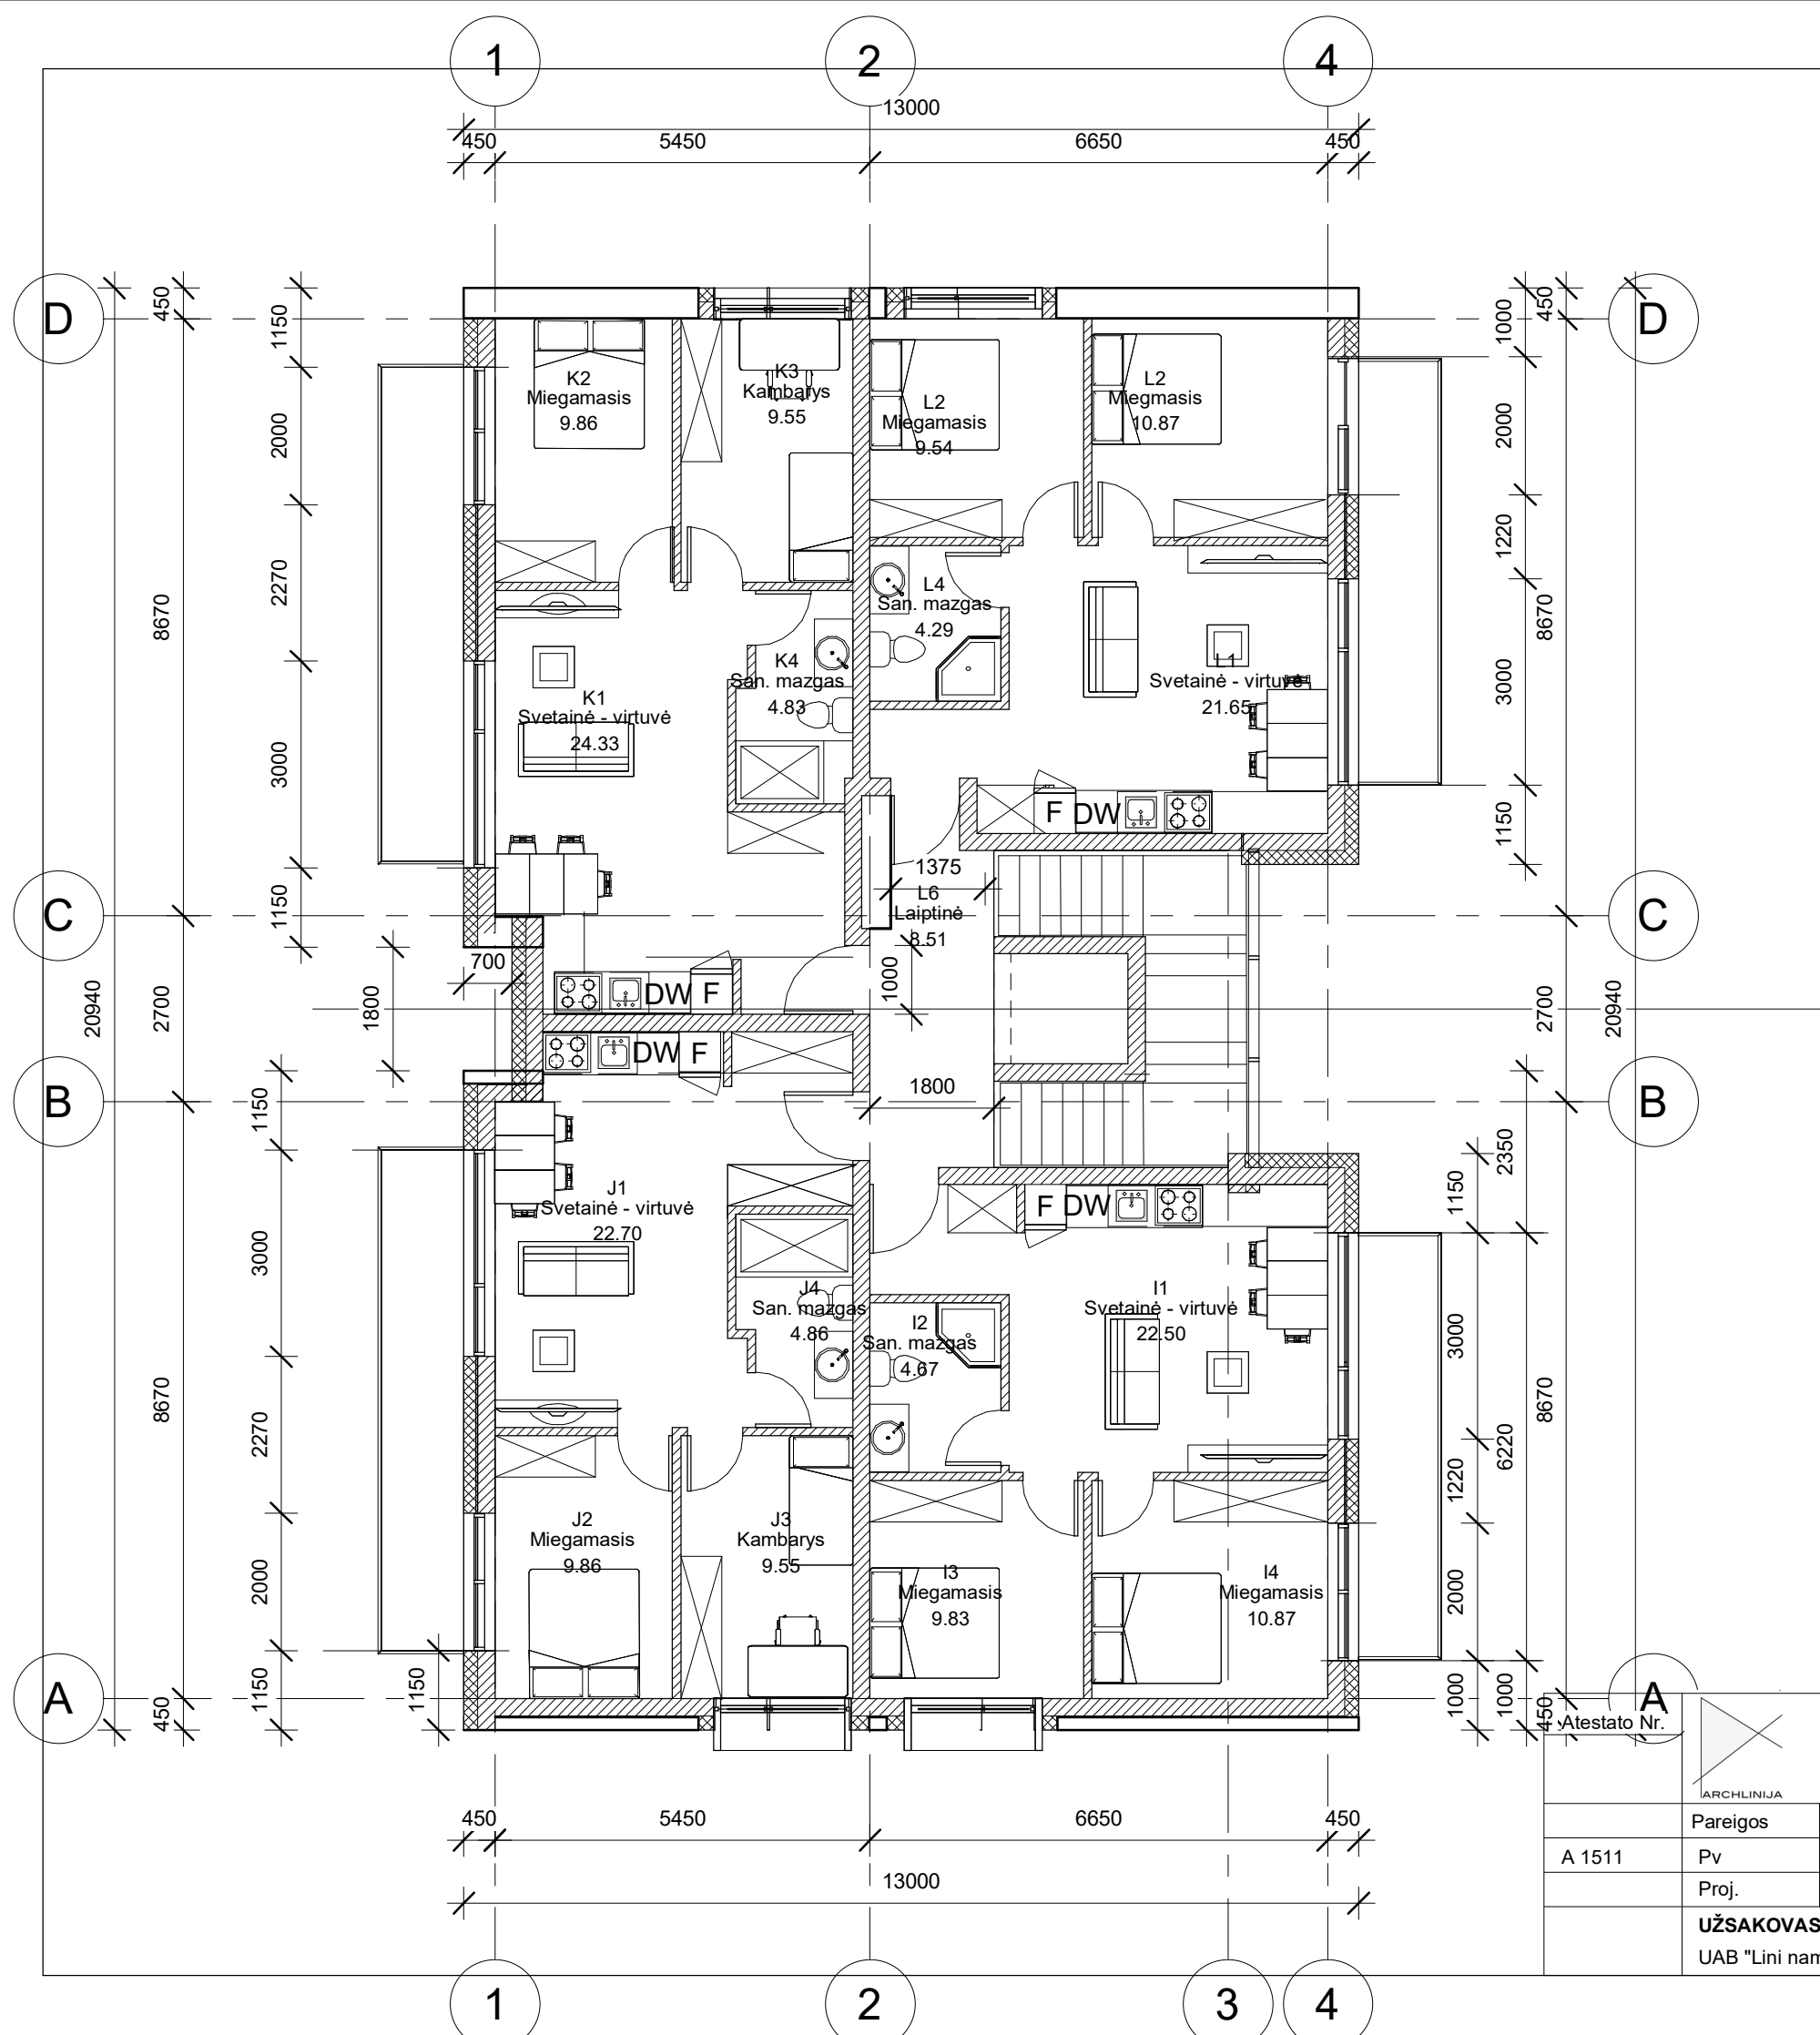 1
2
4
13000
450
5450
6650
450
D
D
450
1150
1000
450
2000
2000
2270
1220
8670
8670
3000
3000
1150
1150
K2
Miegamasis
9.86
K3
Kambarys
9.55
L2
Miegamasis
9.54
L2
Miegmasis
10.87
L4
San. mazgas
4.29
K4
San. mazgas
4.83
K1
Svetainė - virtuvė
24.33
L1
Svetainė - virtuvė
21.65
F
DW
1375
L6
Laiptinė
8.51
C
C
700
1000
DW
F
20940
2700
1800
2700
20940
DW
F
B
B
1800
1150
2350
1150
F
DW
J1
Svetainė - virtuvė
22.70
J4
San. mazgas
4.86
I2
San. mazgas
4.67
I1
Svetainė - virtuvė
22.50
3000
3000
8670
8670
2270
6220
1220
J2
Miegamasis
9.86
J3
Kambarys
9.55
I3
Miegamasis
9.83
I4
Miegamasis
10.87
2000
2000
A
A
450
1150
1150
1000
1000
450
450
5450
6650
450
13000
1
2
3
4
Atestato Nr.
ARCHLINIJA
Pareigos
A 1511
Pv
Proj.
UŽSAKOVAS
UAB "Lini nam